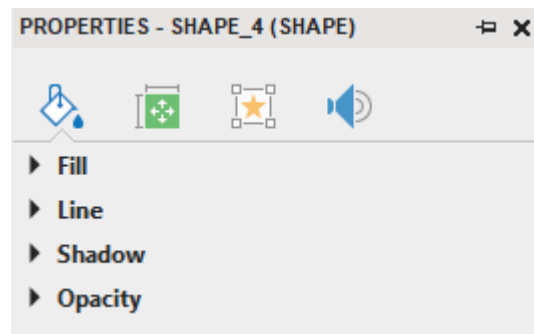 PROPERTIES - SHAPE_4 (SHAPE)
Fill
Line
Shadow
Opacity